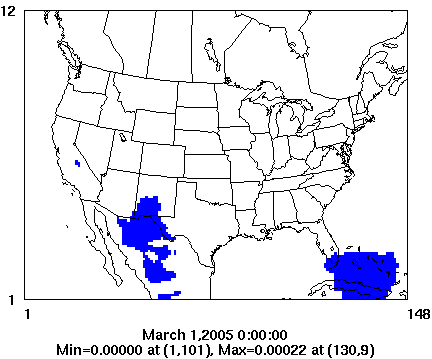 12
1
1
148
March 1,2005 0:00:00
Min=0.00000 at (1,101), Max=0.00022 at (130,9)